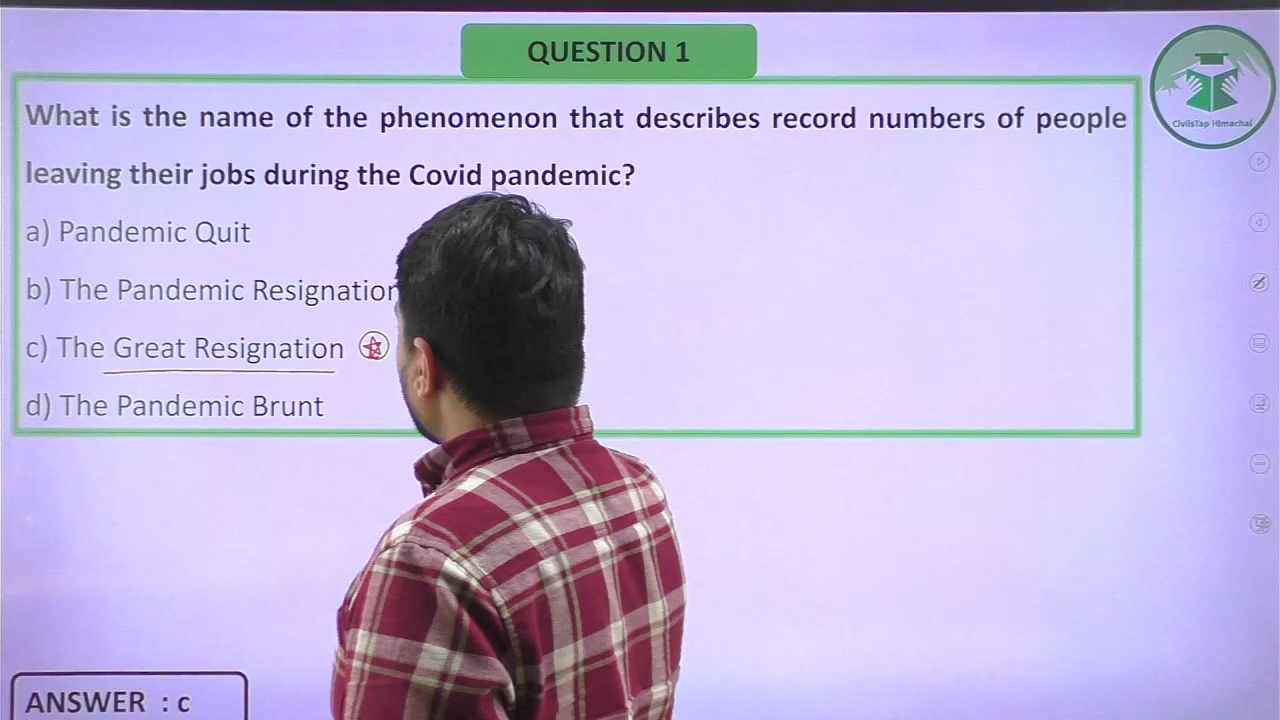 QUESTION 1
What is the name of the phenomenon that describes record numbers of people
leaving their jobs during the Covid pandemic?
a) Pandemic Quit
b) The Pandemic Resignation
c) The Great Resignation
d) The Pandemic Brunt
ANSWER : c
CivilsTap Himachal